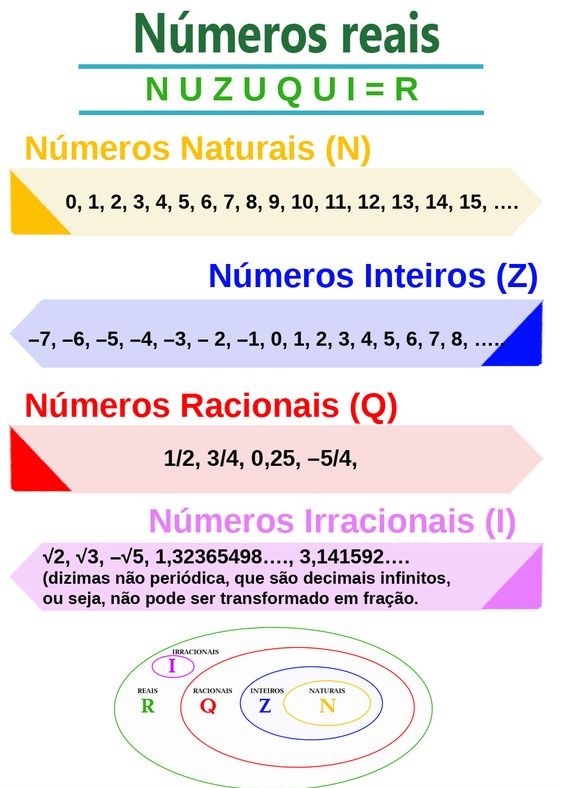 Números reais
N U Z U Q U I = R
Números Naturais (N)
0, 1, 2, 3, 4, 5, 6, 7, 8, 9, 10, 11, 12, 13, 14, 15, ….
Números Inteiros (Z)
–7, –6, –5, –4, –3, – 2, –1, 0, 1, 2, 3, 4, 5, 6, 7, 8, …..
Números Racionais (Q)
1/2, 3/4, 0,25, –5/4,
Números Irracionais (I)
√2, √3, –√5, 1,32365498…., 3,141592….
(dizimas não periódica, que são decimais infinitos,
ou seja, não pode ser transformado em fração.
IRRACIONAIS
I
REAIS RACIONAIS INTEIROS NATURAIS
R Q Z N